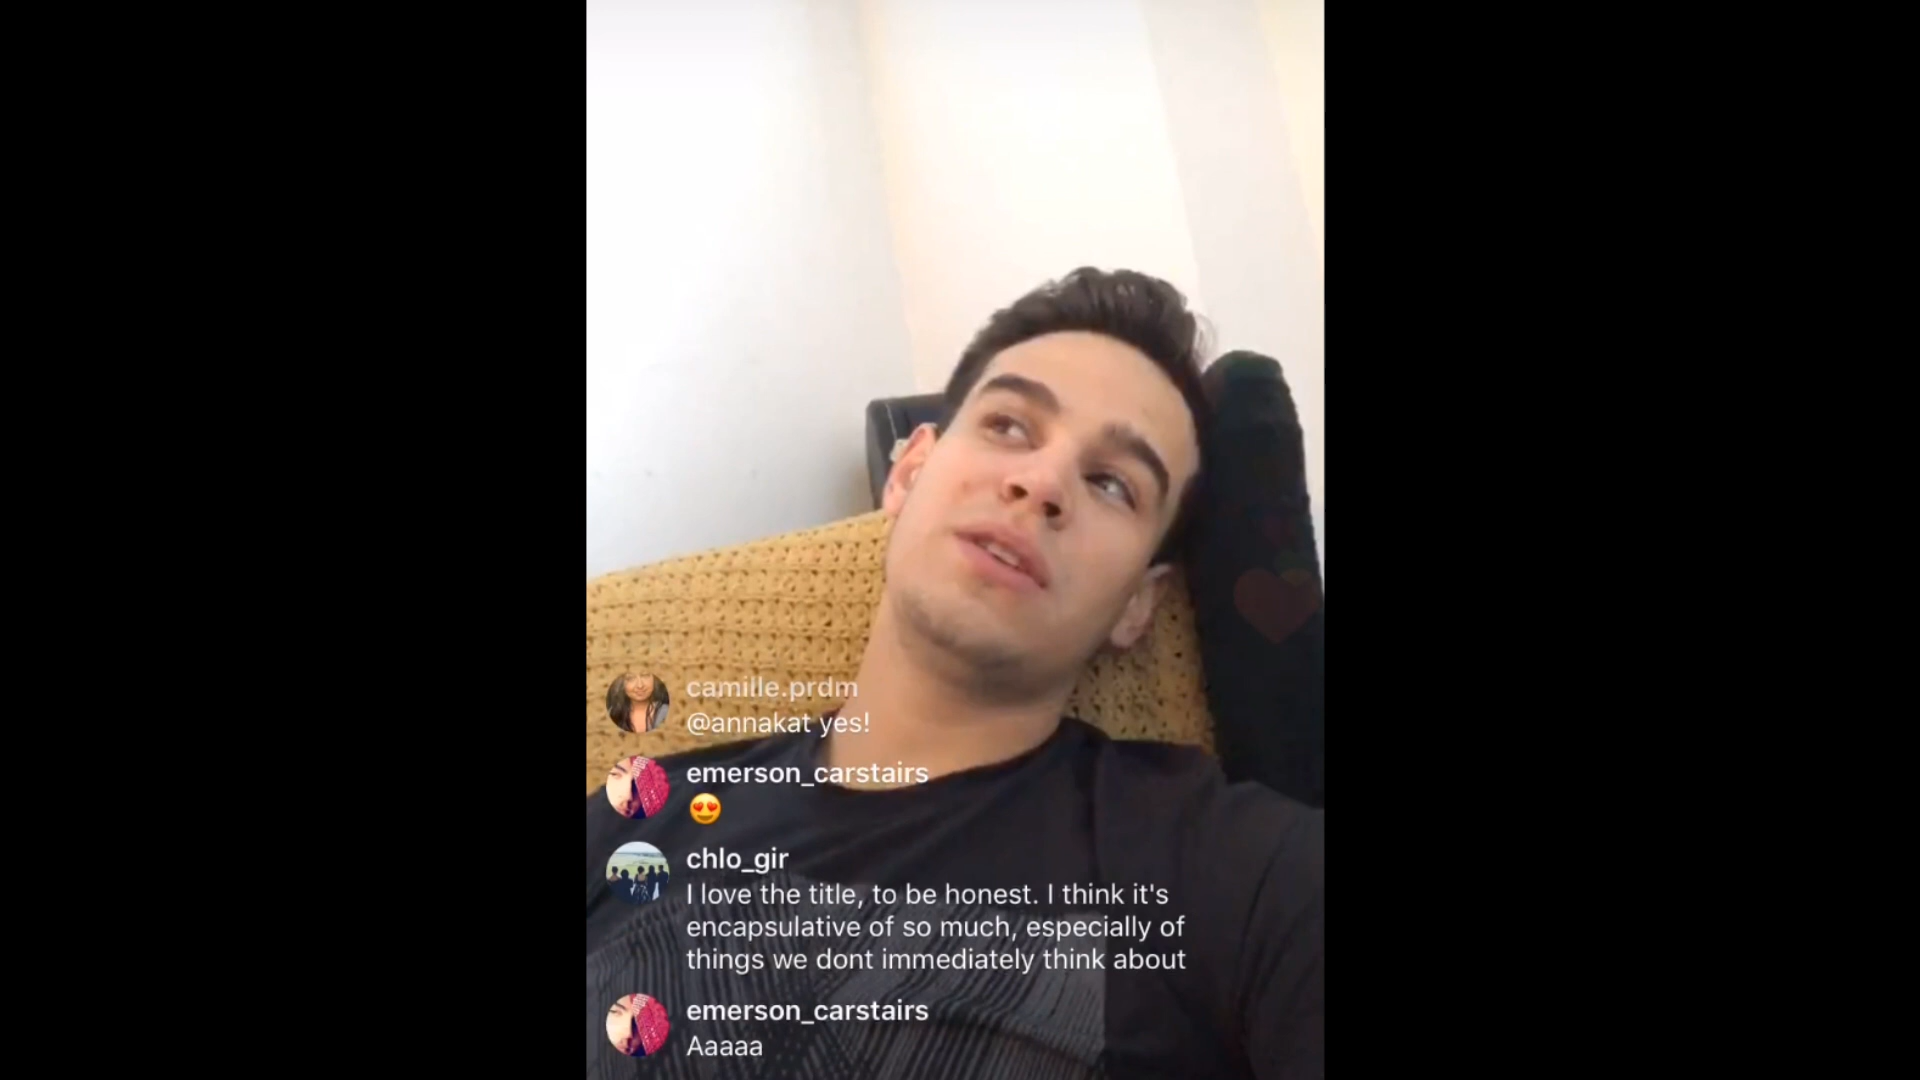 camille.prdm
@annakat yes!
emerson_carstairs
😍
chlo_gir
I love the title, to be honest. I think it's
encapsulative of so much, especially of
things we dont immediately think about
emerson_carstairs
Aaaaa